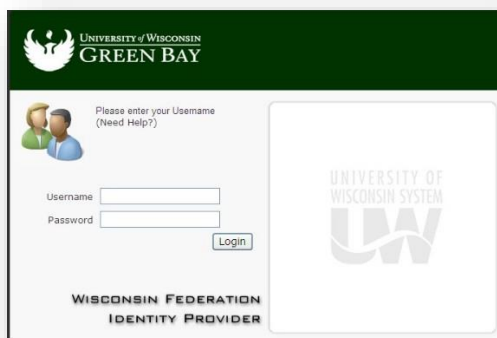 UNIVERSITY of WISCONSIN
GREEN BAY
Please enter your Username
(Need Help?)
Username
Password
Login
UNIVERSITY OF
WISCONSIN SYSTEM
UW
WISCONSIN FEDERATION
IDENTITY PROVIDER